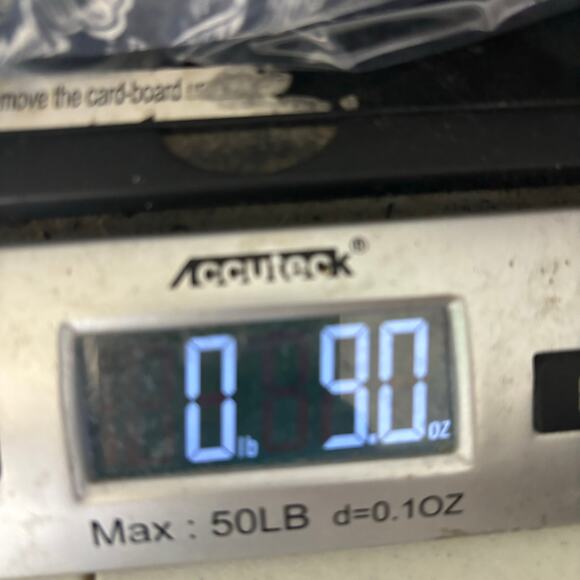 move the card-board
Accuteck®
0 lb 9.0 oz
Max : 50LB d=0.1OZ